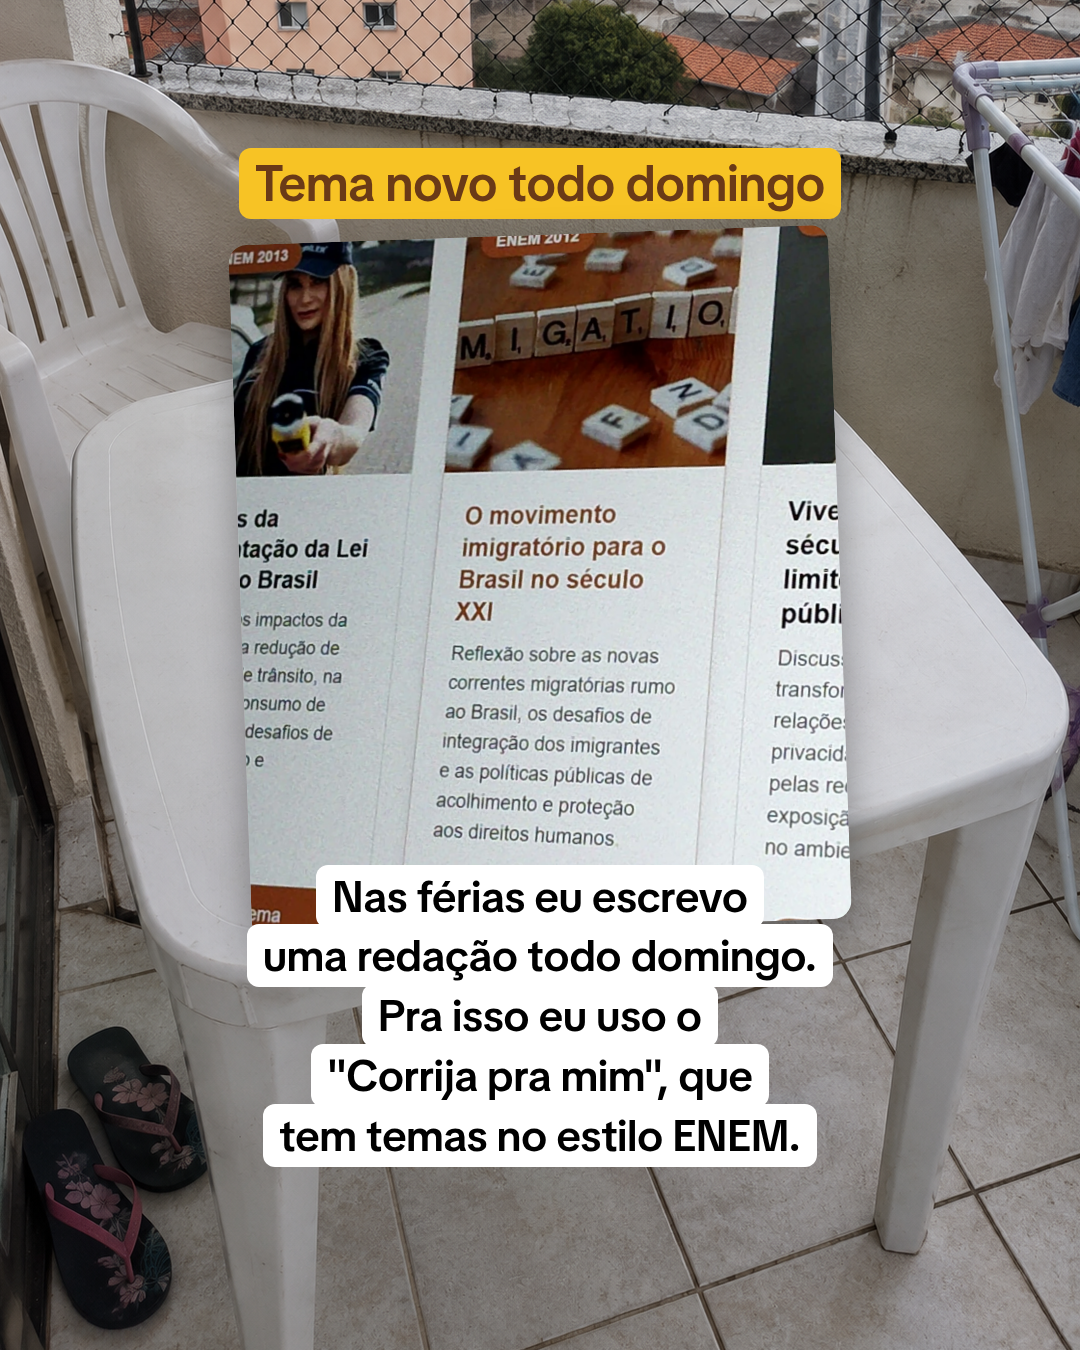 Tema novo todo domingo
ENEM 2013
s da
tação da Lei
o Brasil
s impactos da
a redução de
e trânsito, na
onsumo de
desafios de
e
ema
ENEM 2012
M I G A T I O
O movimento
imigratório para o
Brasil no século
XXI
Reflexão sobre as novas
correntes migratórias rumo
ao Brasil, os desafios de
integração dos imigrantes
e as políticas públicas de
acolhimento e proteção
aos direitos humanos.
Vive
sécu
limit
públi
Discus
transfor
relações
privacid
pelas re
exposiçã
no ambie
Nas férias eu escrevo
uma redação todo domingo.
Pra isso eu uso o
"Corrija pra mim", que
tem temas no estilo ENEM.